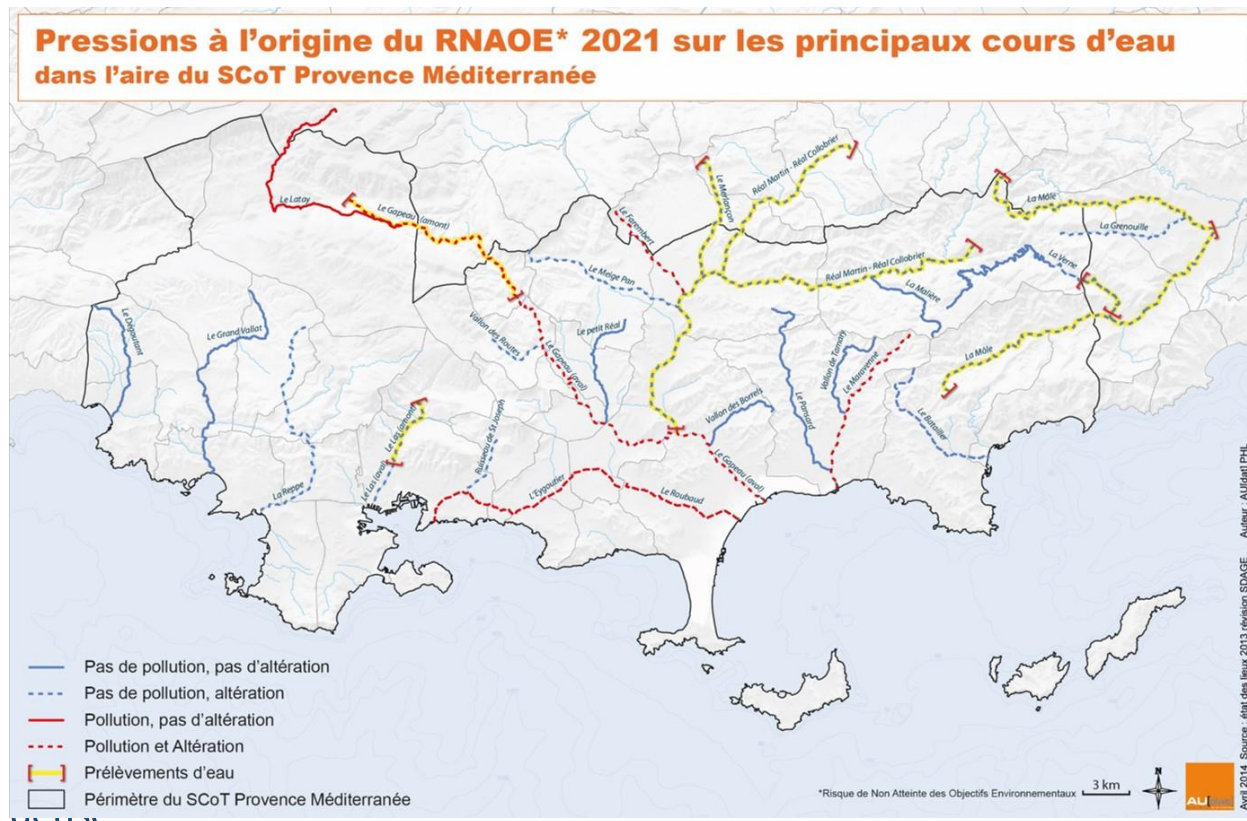 Pressions à l'origine du RNAOE* 2021 sur les principaux cours d'eau
dans l'aire du SCoT Provence Méditerranée
Le Latay
Le Gapeau (amont)
Le Farembert
Le Merlançon
Réal Martin - Réal Collobrier
La Môle
La Grenouille
Le Meige Pan
Réal Martin - Réal Collobrier
La Malière
La Verne
Le Dégoutant
Le Grand Vallat
Vallon des Routes
Le Gapeau (aval)
Le petit Réal
Vallon de Tamary
Le Maravenne
La Môle
Le Pansard
Vallon des Borrels
Le Batailler
Le Las (amont)
Le Las (aval)
Ruisseau de St Joseph
La Reppe
L'Eygoutier
Le Roubaud
Le Gapeau (aval)
Pas de pollution, pas d'altération
Pas de pollution, altération
Pollution, pas d'altération
Pollution et Altération
Prélèvements d'eau
Périmètre du SCoT Provence Méditerranée
*Risque de Non Atteinte des Objectifs Environnementaux
3 km
N
Avril 2014 Source : état des lieux 2013 révision SDAGE Auteur : AU[dat] PHL